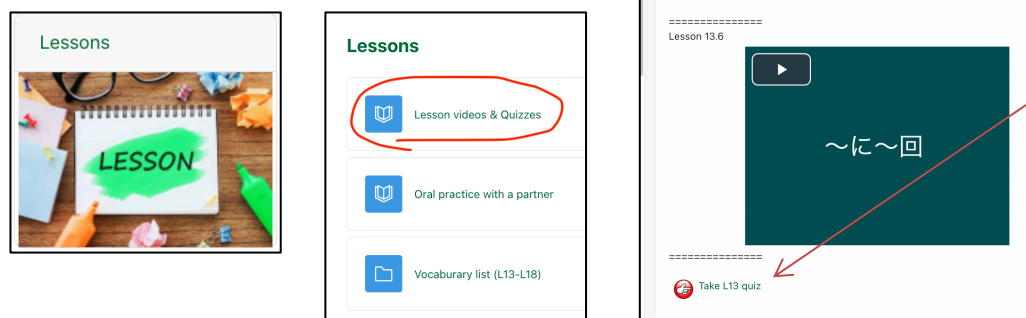 Lessons
LESSON
Lessons
Lesson videos & Quizzes
Oral practice with a partner
Vocaburary list (L13-L18)
===============
Lesson 13.6
～に～回
===============
Take L13 quiz